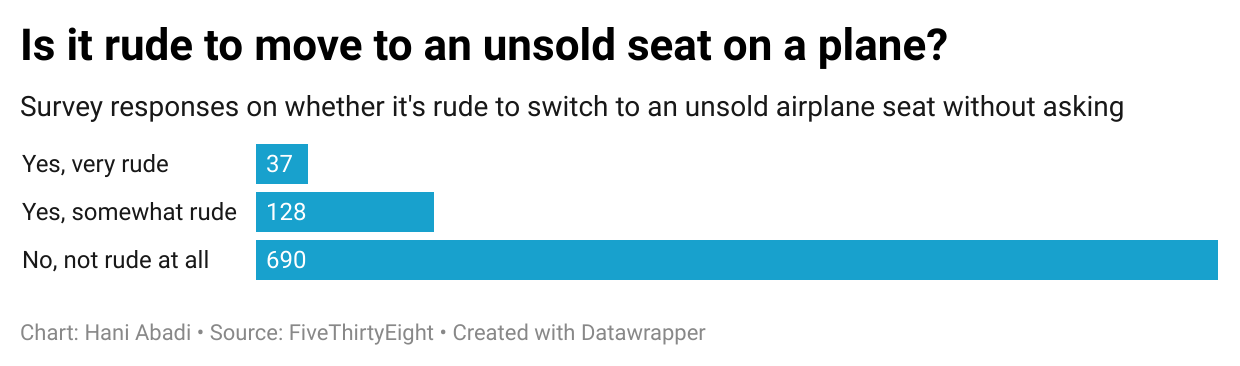 Is it rude to move to an unsold seat on a plane?
Survey responses on whether it's rude to switch to an unsold airplane seat without asking
Yes, very rude 37
Yes, somewhat rude 128
No, not rude at all 690
Chart: Hani Abadi • Source: FiveThirtyEight • Created with Datawrapper